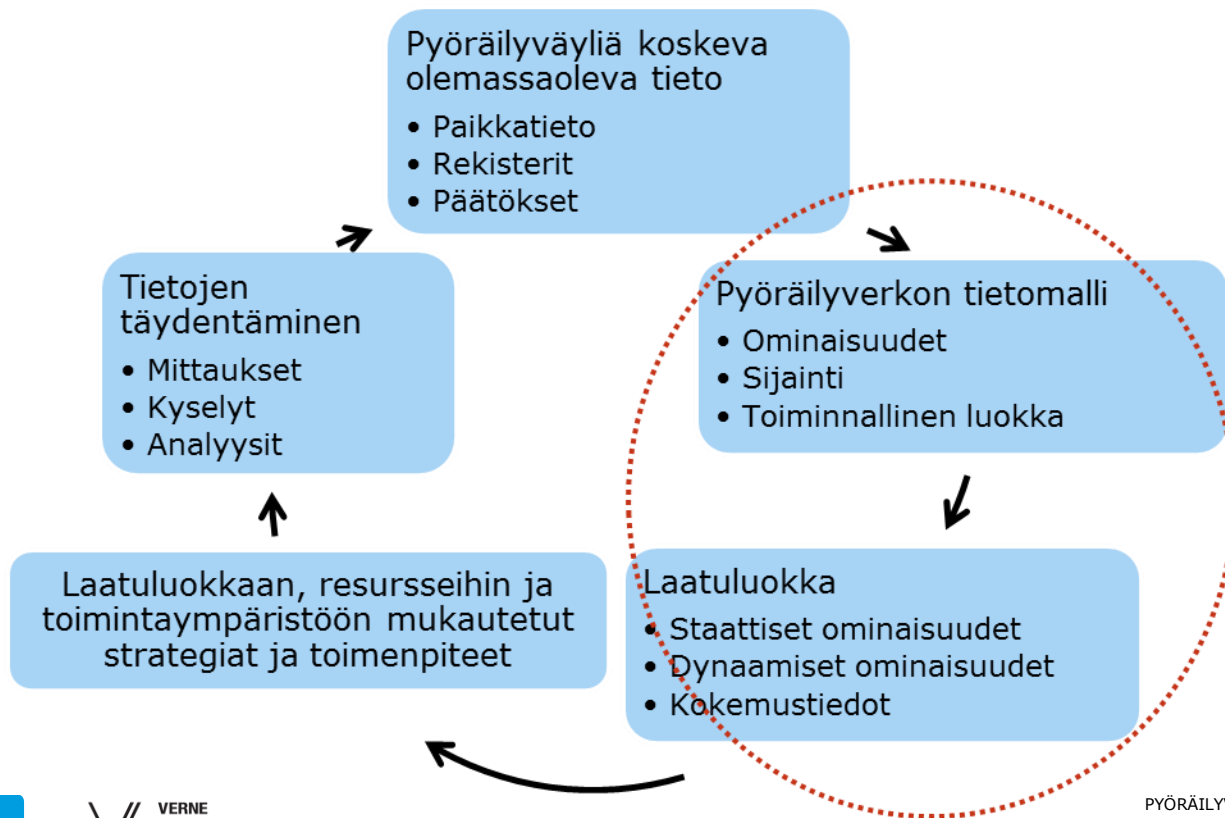 Pyöräilyväyliä koskeva
olemassaoleva tieto
• Paikkatieto
• Rekisterit
• Päätökset
Pyöräilyverkon tietomalli
• Ominaisuudet
• Sijainti
• Toiminnallinen luokka
Laatuluokka
• Staattiset ominaisuudet
• Dynaamiset ominaisuudet
• Kokemustiedot
Laatuluokkaan, resursseihin ja
toimintaympäristöön mukautetut
strategiat ja toimenpiteet
Tietojen
täydentäminen
• Mittaukset
• Kyselyt
• Analyysit
VERNE